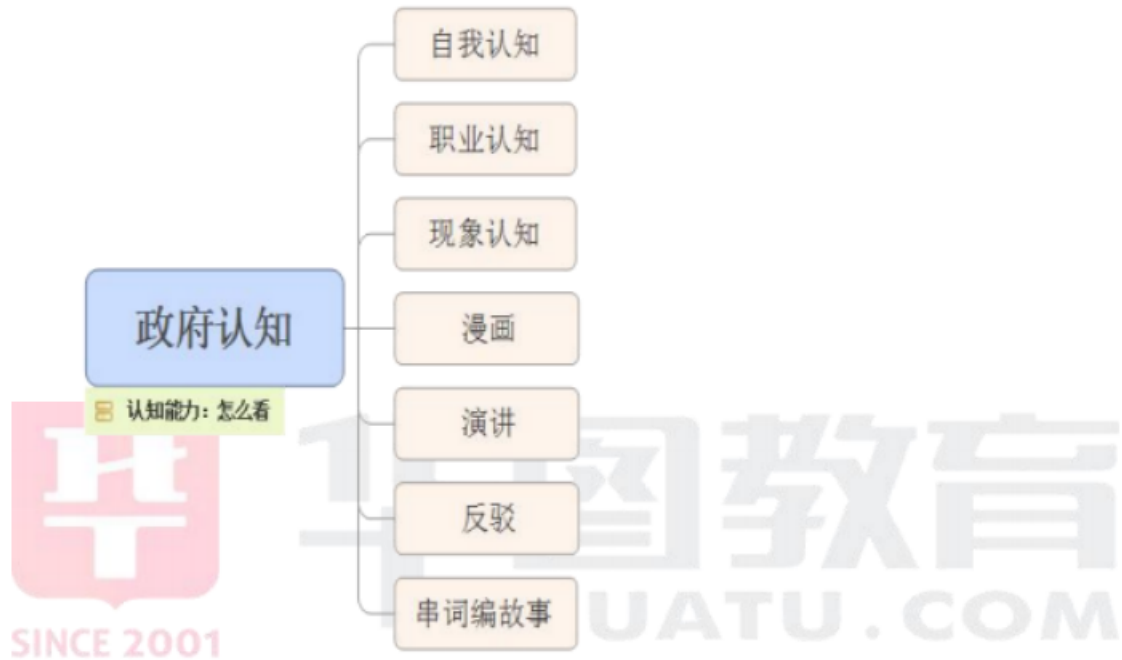 自我认知
职业认知
现象认知
政府认知
漫画
认知能力：怎么看
演讲
反驳
串词编故事
华图教育
HUATU.COM
SINCE 2001